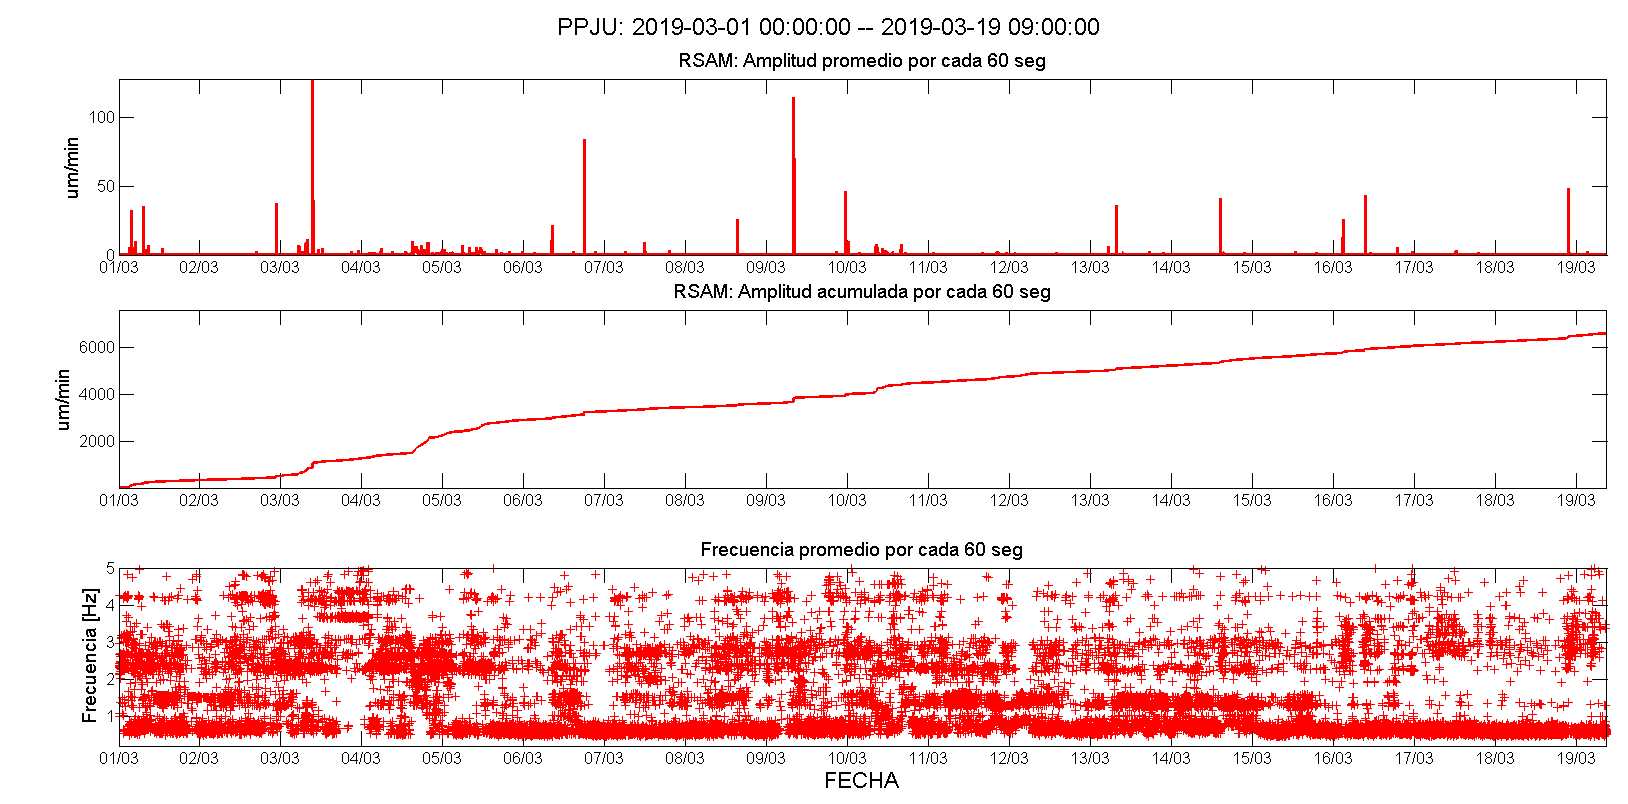 PPJU: 2019-03-01 00:00:00 -- 2019-03-19 09:00:00
RSAM: Amplitud promedio por cada 60 seg
100
50
0
um/min
01/03 02/03 03/03 04/03 05/03 06/03 07/03 08/03 09/03 10/03 11/03 12/03 13/03 14/03 15/03 16/03 17/03 18/03 19/03
RSAM: Amplitud acumulada por cada 60 seg
6000
4000
2000
um/min
01/03 02/03 03/03 04/03 05/03 06/03 07/03 08/03 09/03 10/03 11/03 12/03 13/03 14/03 15/03 16/03 17/03 18/03 19/03
Frecuencia promedio por cada 60 seg
5
4
3
2
1
Frecuencia [Hz]
01/03 02/03 03/03 04/03 05/03 06/03 07/03 08/03 09/03 10/03 11/03 12/03 13/03 14/03 15/03 16/03 17/03 18/03 19/03
FECHA